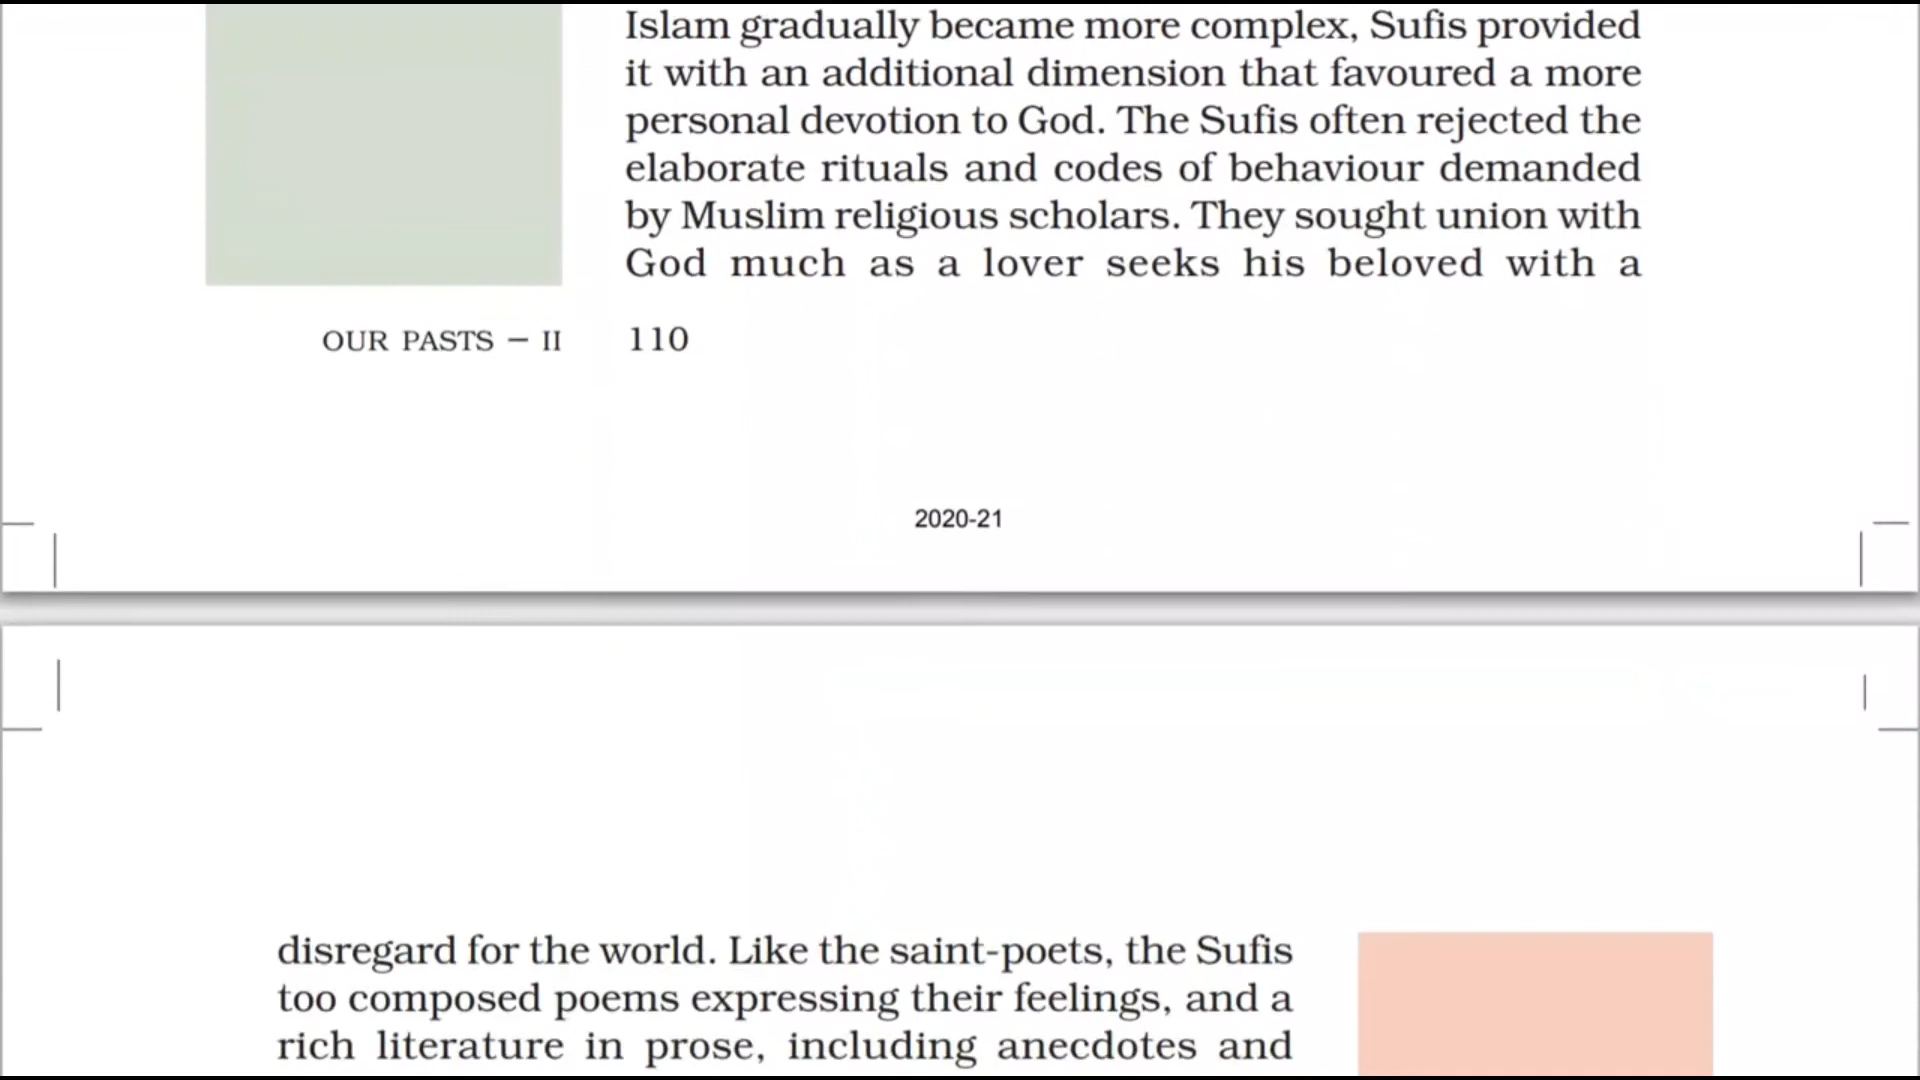 Islam gradually became more complex, Sufis provided
it with an additional dimension that favoured a more
personal devotion to God. The Sufis often rejected the
elaborate rituals and codes of behaviour demanded
by Muslim religious scholars. They sought union with
God much as a lover seeks his beloved with a
OUR PASTS – II 110
2020-21
disregard for the world. Like the saint-poets, the Sufis
too composed poems expressing their feelings, and a
rich literature in prose, including anecdotes and